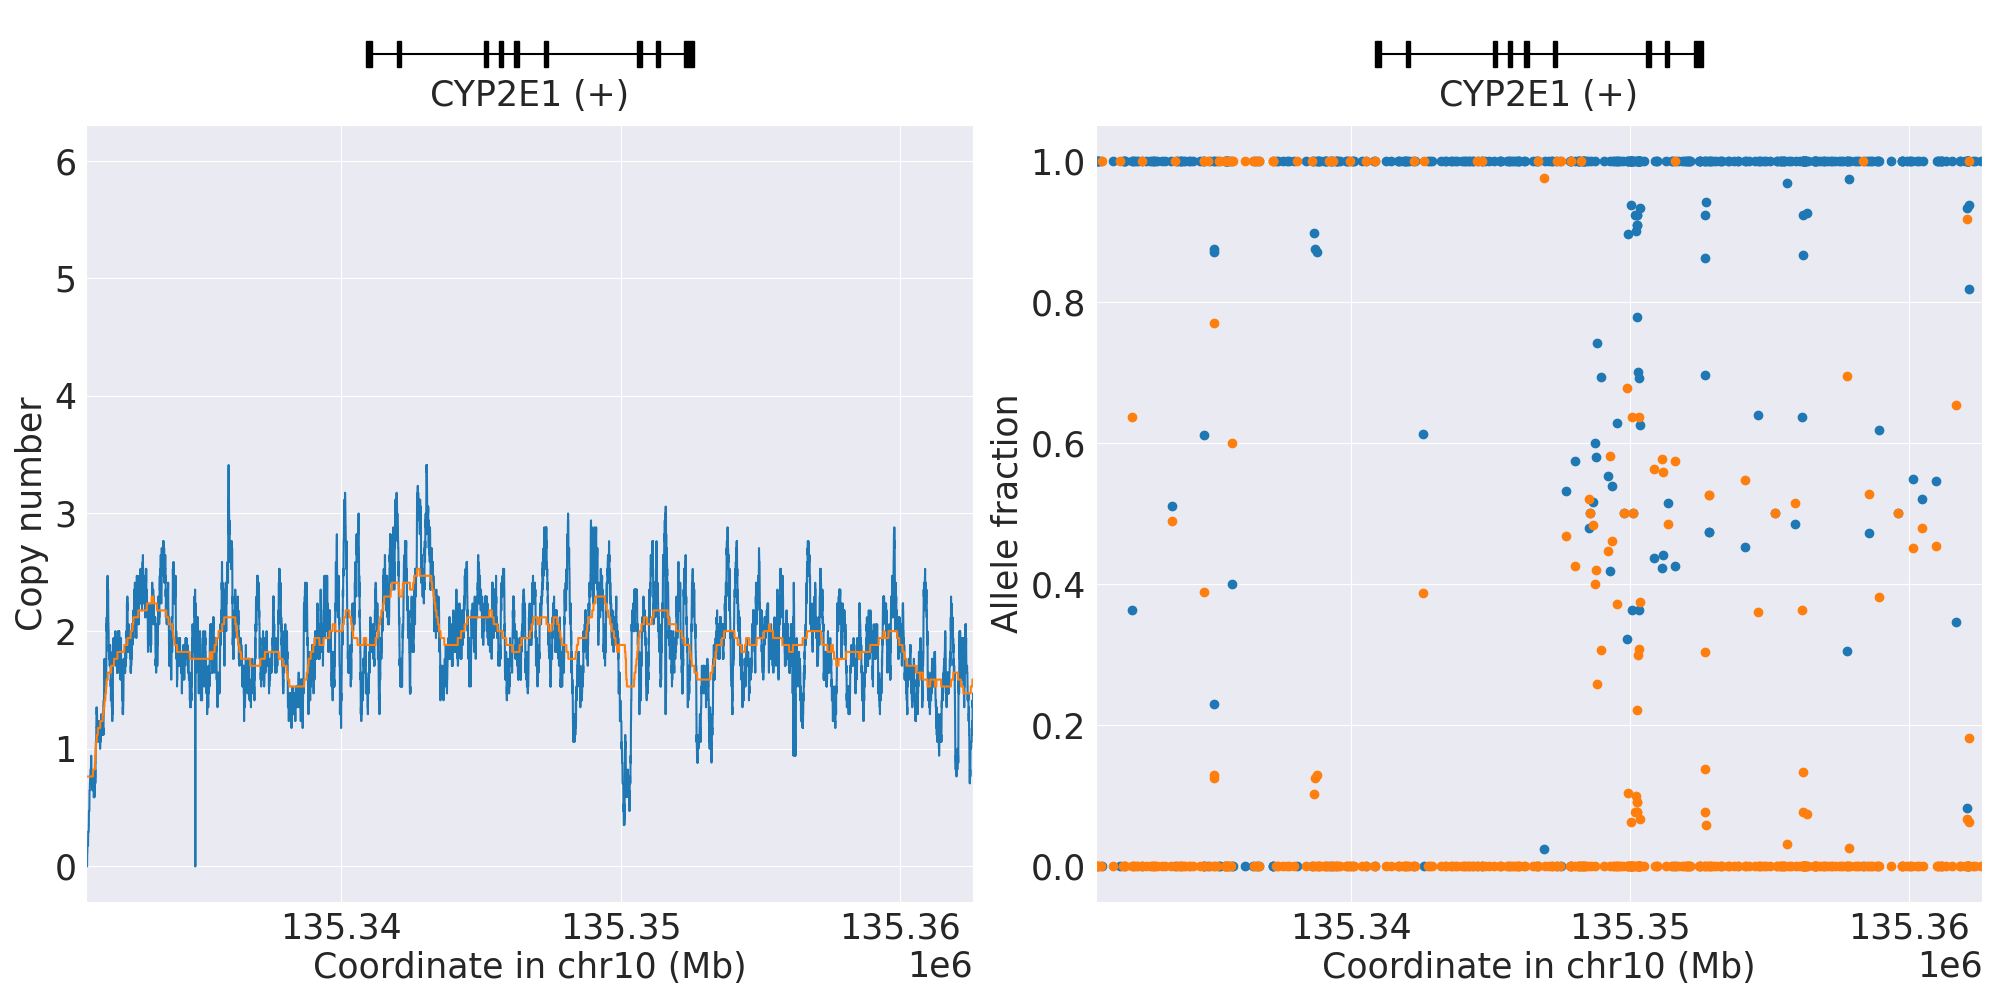 CYP2E1 (+)
6
5
4
3
2
1
0
Copy number
135.34
135.35
135.36
Coordinate in chr10 (Mb)
1e6
CYP2E1 (+)
1.0
0.8
0.6
0.4
0.2
0.0
Allele fraction
135.34
135.35
135.36
Coordinate in chr10 (Mb)
1e6